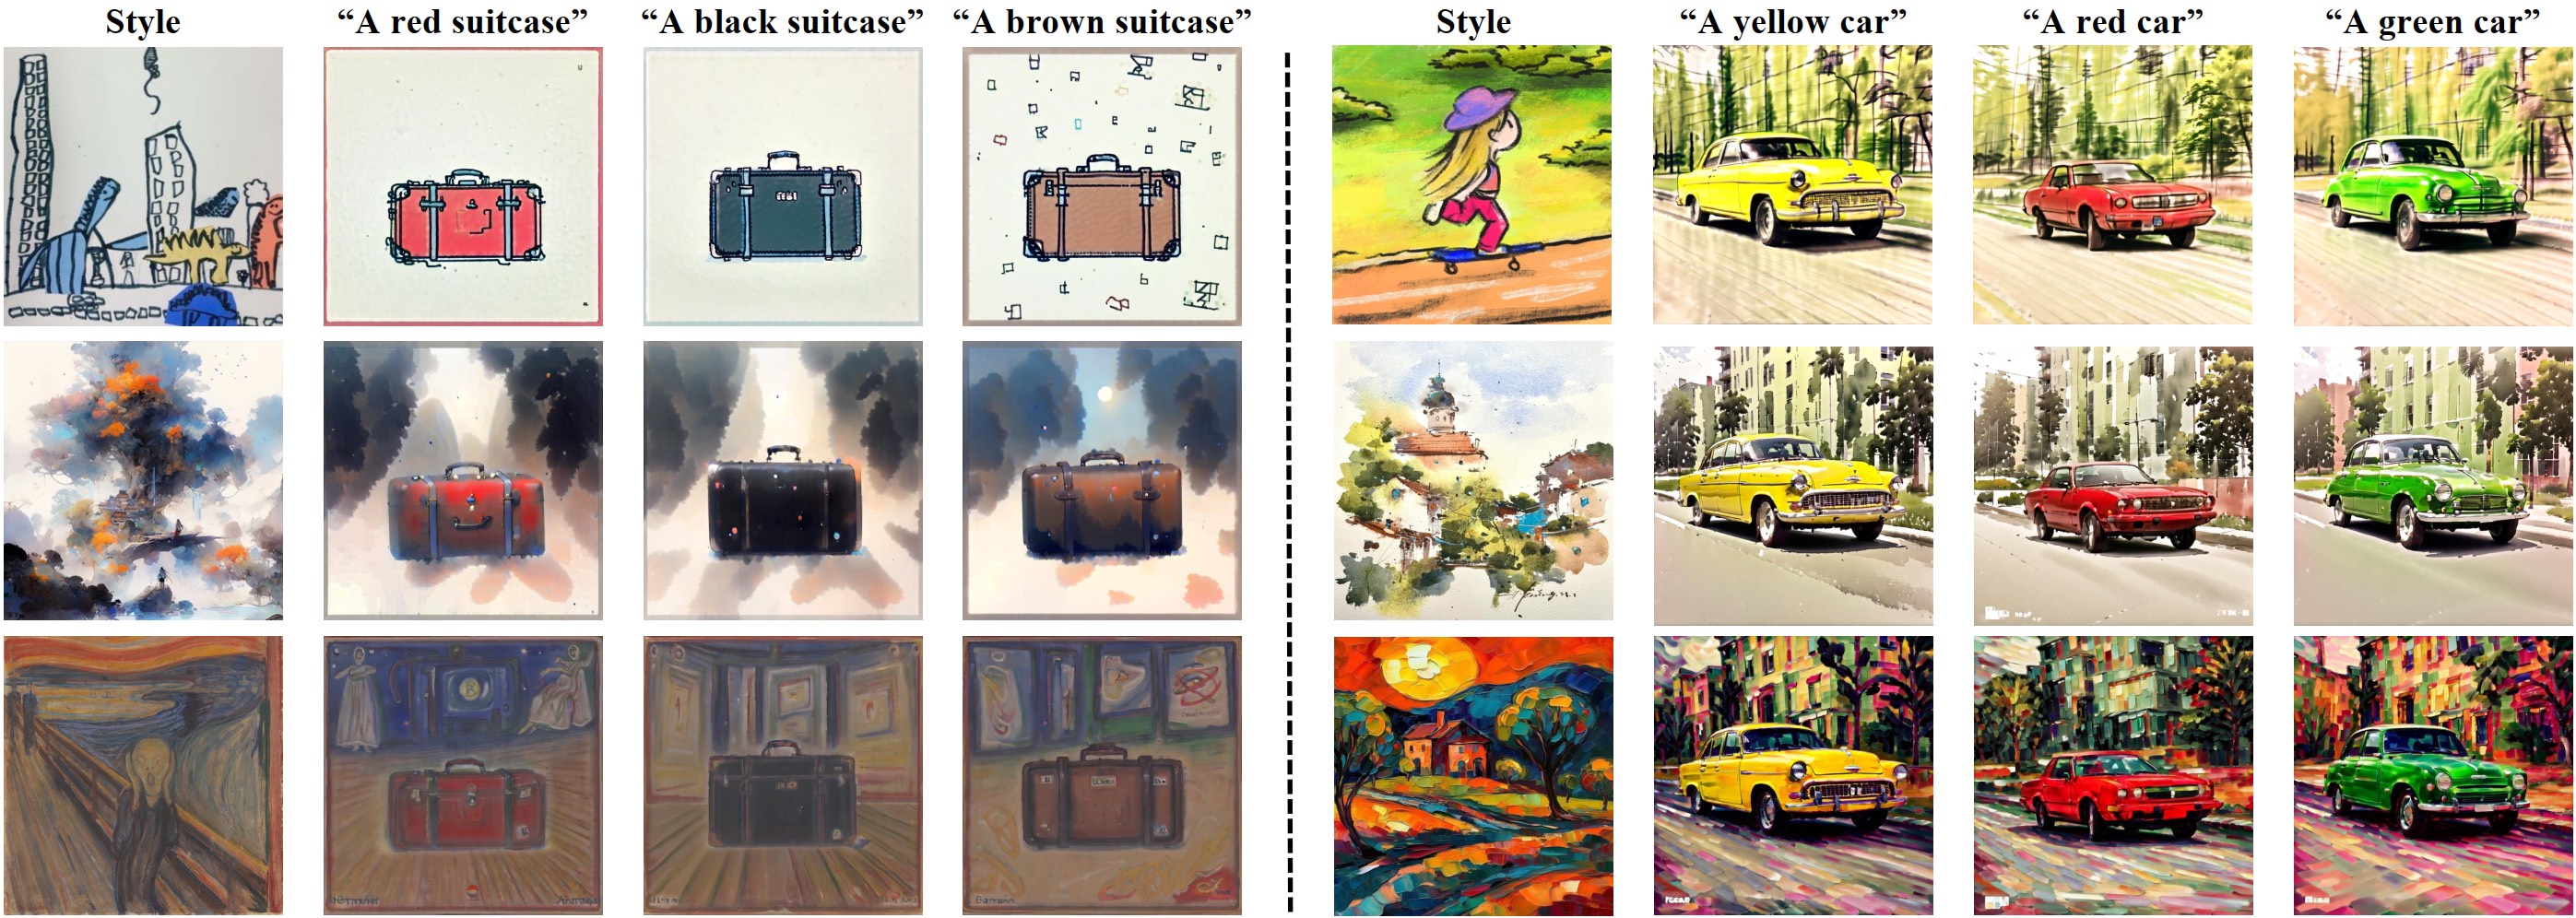 Style “A red suitcase” “A black suitcase” “A brown suitcase” Style “A yellow car” “A red car” “A green car”